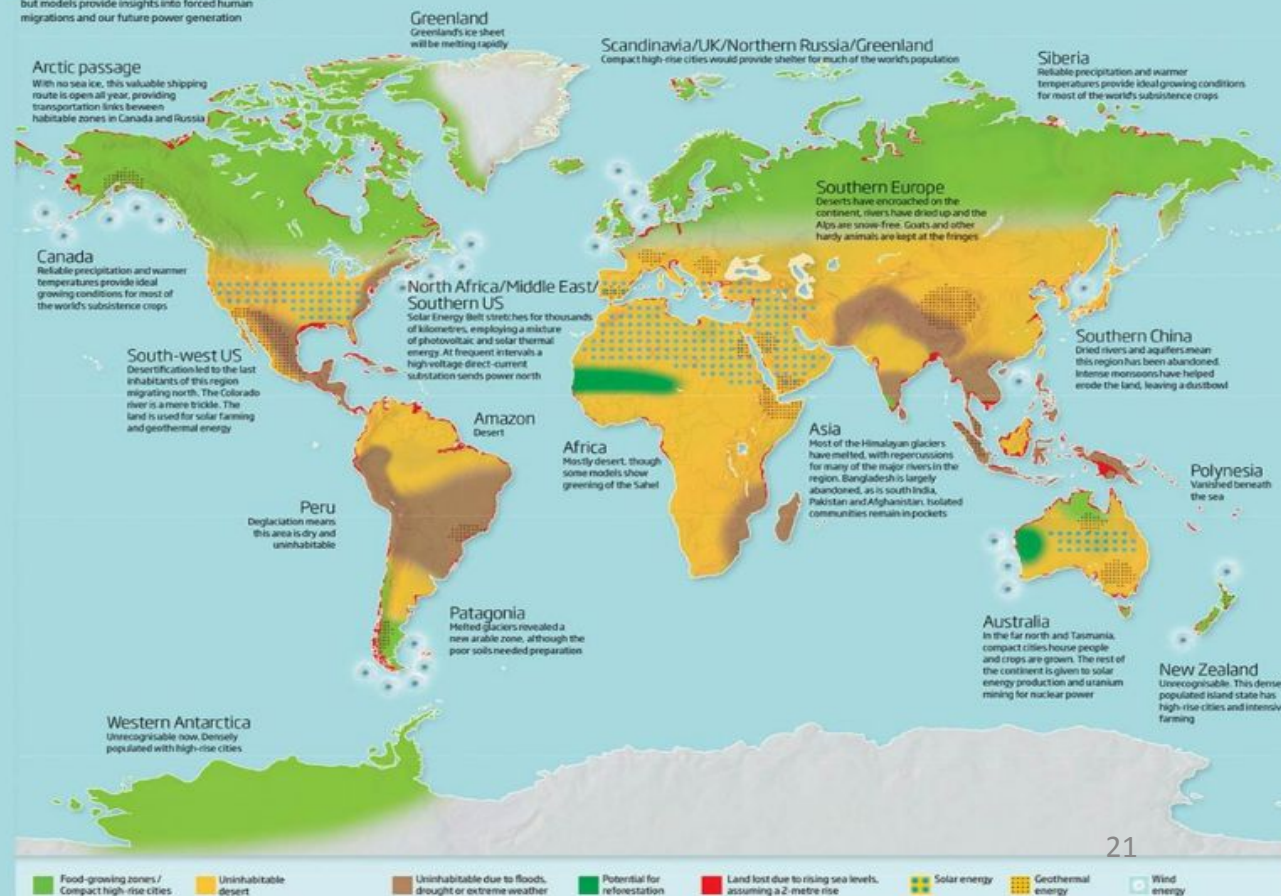 but models provide insights into forced human
migrations and our future power generation
Greenland
Greenland's ice sheet
will be melting rapidly
Scandinavia/UK/Northern Russia/Greenland
Compact high-rise cities would provide shelter for much of the world's population
Siberia
Reliable precipitation and warmer
temperatures provide ideal growing conditions
for most of the world's subsistence crops
Arctic passage
With no sea ice, this valuable shipping
route is open all year, providing
transportation links beween
habitable zones in Canada and Russia
Southern Europe
Deserts have encroached on the
continent, rivers have dried up and the
Alps are snow-free. Goats and other
hardy animals are kept at the fringes
Canada
Reliable precipitation and warmer
temperatures provide ideal
growing conditions for most of
the world's subsistence crops
North Africa/Middle East/
Southern US
Solar Energy Belt stretches for thousands
of kilometres, employing a mixture
of photovoltaic and solar thermal
energy. At frequent intervals a
high-voltage direct-current
substation sends power north
South-west US
Desertification led to the last
inhabitants of this region
migrating north. The Colorado
river is a mere trickle. The
land is used for solar farming
and geothermal energy
Southern China
Dried rivers and aquifers mean
this region has been abandoned.
Intense monsoons have helped
erode the land, leaving a dustbowl
Amazon
Desert
Africa
Mostly desert, though
some models show
greening of the Sahel
Asia
Most of the Himalayan glaciers
have melted, with repercussions
for many of the major rivers in the
region. Bangladesh is largely
abandoned, as is south India,
Pakistan and Afghanistan. Isolated
communities remain in pockets
Polynesia
Vanished beneath
the sea
Peru
Deglaciation means
this area is dry and
uninhabitable
Patagonia
Melted glaciers revealed a
new arable zone, although the
poor soils needed preparation
Australia
In the far north and Tasmania,
compact cities house people
and crops are grown. The rest of
the continent is given to solar
energy production and uranium
mining for nuclear power
New Zealand
Unrecognisable. This dense
populated island state has
high-rise cities and intensiv
farming
Western Antarctica
Unrecognisable now. Densely
populated with high-rise cities
21
Food-growing zones /
Compact high-rise cities
Uninhabitable
desert
Uninhabitable due to floods,
drought or extreme weather
Potential for
reforestation
Land lost due to rising sea levels,
assuming a 2-metre rise
Solar energy
Geothermal
energy
Wind
energy